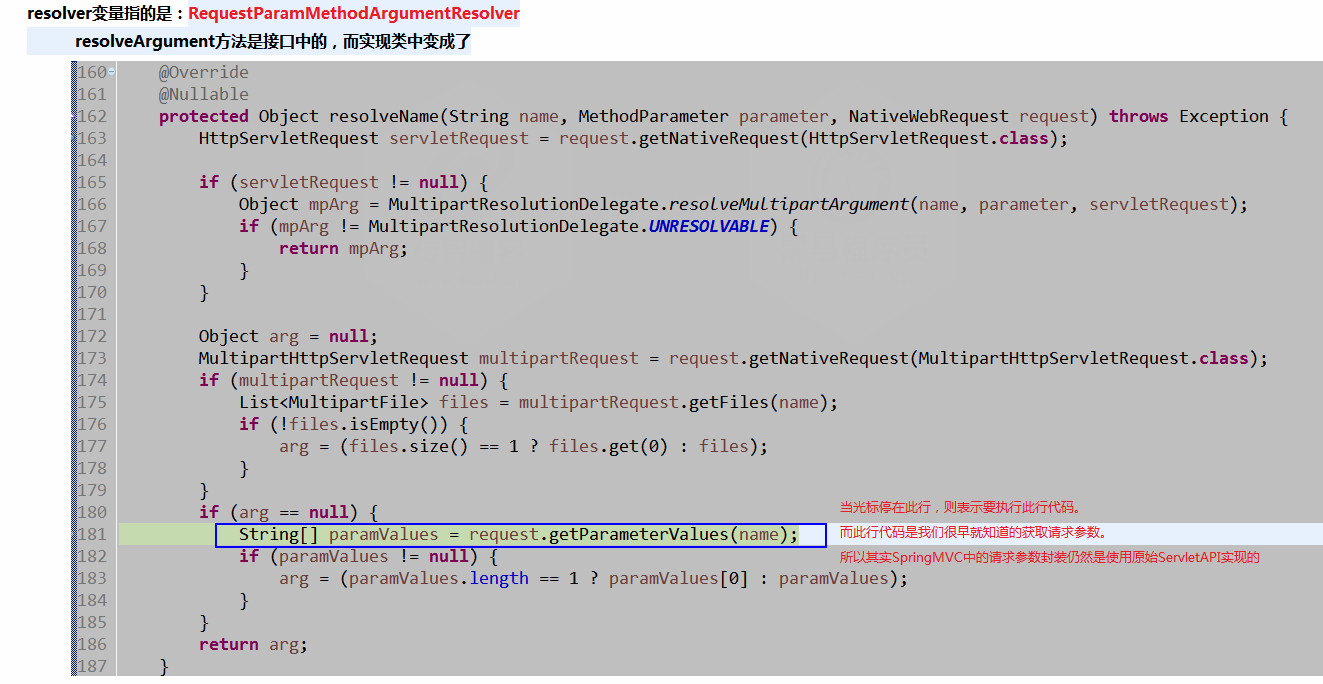 resolver变量指的是：RequestParamMethodArgumentResolver
resolveArgument方法是接口中的，而实现类中变成了
160 @Override
161 @Nullable
162 protected Object resolveName(String name, MethodParameter parameter, NativeWebRequest request) throws Exception {
163 HttpServletRequest servletRequest = request.getNativeRequest(HttpServletRequest.class);
164
165 if (servletRequest != null) {
166 Object mpArg = MultipartResolutionDelegate.resolveMultipartArgument(name, parameter, servletRequest);
167 if (mpArg != MultipartResolutionDelegate.UNRESOLVABLE) {
168 return mpArg;
169 }
170 }
171
172 Object arg = null;
173 MultipartHttpServletRequest multipartRequest = request.getNativeRequest(MultipartHttpServletRequest.class);
174 if (multipartRequest != null) {
175 List<MultipartFile> files = multipartRequest.getFiles(name);
176 if (!files.isEmpty()) {
177 arg = (files.size() == 1 ? files.get(0) : files);
178 }
179 }
180 if (arg == null) {
当光标停在此行，则表示要执行此行代码。
181 String[] paramValues = request.getParameterValues(name);
而此行代码是我们很早就知道的获取请求参数。
182 if (paramValues != null) {
所以其实SpringMVC中的请求参数封装仍然是使用原始ServletAPI实现的
183 arg = (paramValues.length == 1 ? paramValues[0] : paramValues);
184 }
185 }
186 return arg;
187 }